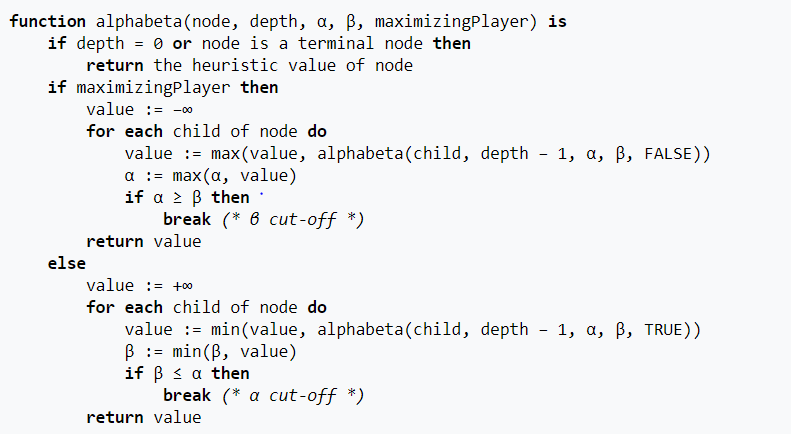 function alphabeta(node, depth, α, β, maximizingPlayer) is
    if depth = 0 or node is a terminal node then
        return the heuristic value of node
    if maximizingPlayer then
        value := −∞
        for each child of node do
            value := max(value, alphabeta(child, depth − 1, α, β, FALSE))
            α := max(α, value)
            if α ≥ β then
                break (* β cut-off *)
        return value
    else
        value := +∞
        for each child of node do
            value := min(value, alphabeta(child, depth − 1, α, β, TRUE))
            β := min(β, value)
            if β ≤ α then
                break (* α cut-off *)
        return value